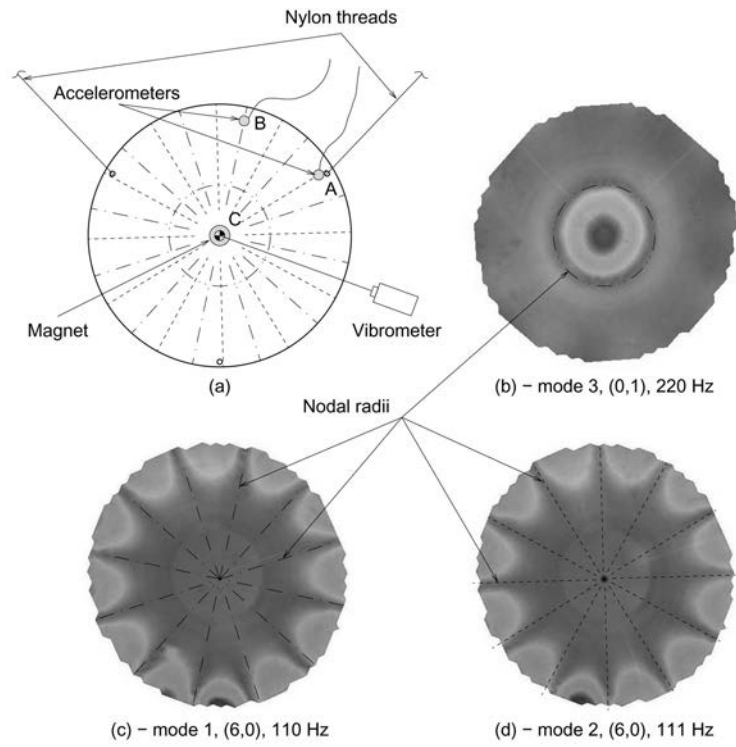 Nylon threads
Accelerometers
B
A
C
Magnet
Vibrometer
(a)
(b) – mode 3, (0,1), 220 Hz
Nodal radii
(c) – mode 1, (6,0), 110 Hz
(d) – mode 2, (6,0), 111 Hz